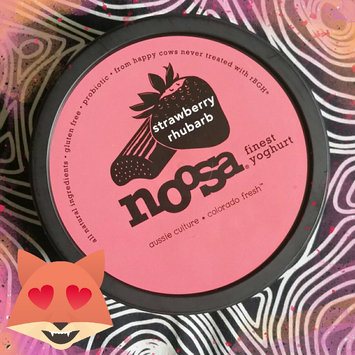 all natural ingredients • gluten free • probiotic • from happy cows never treated with rBGH*
strawberry
rhubarb
noosa®
finest
yoghurt
aussie culture • colorado fresh™